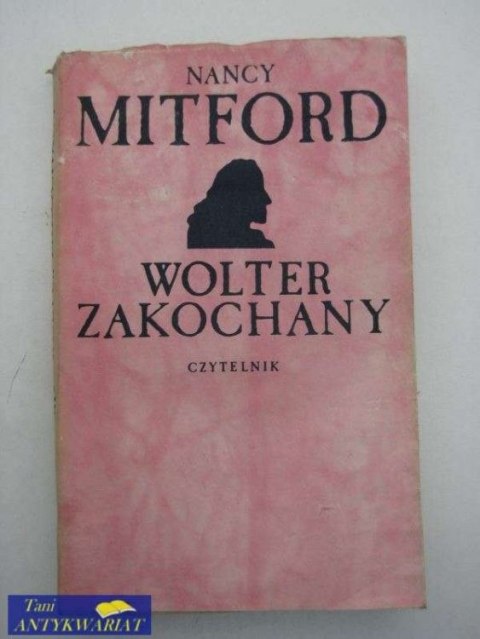 NANCY
MITFORD
WOLTER
ZAKOCHANY
CZYTELNIK
Tani
ANTYKWARIAT